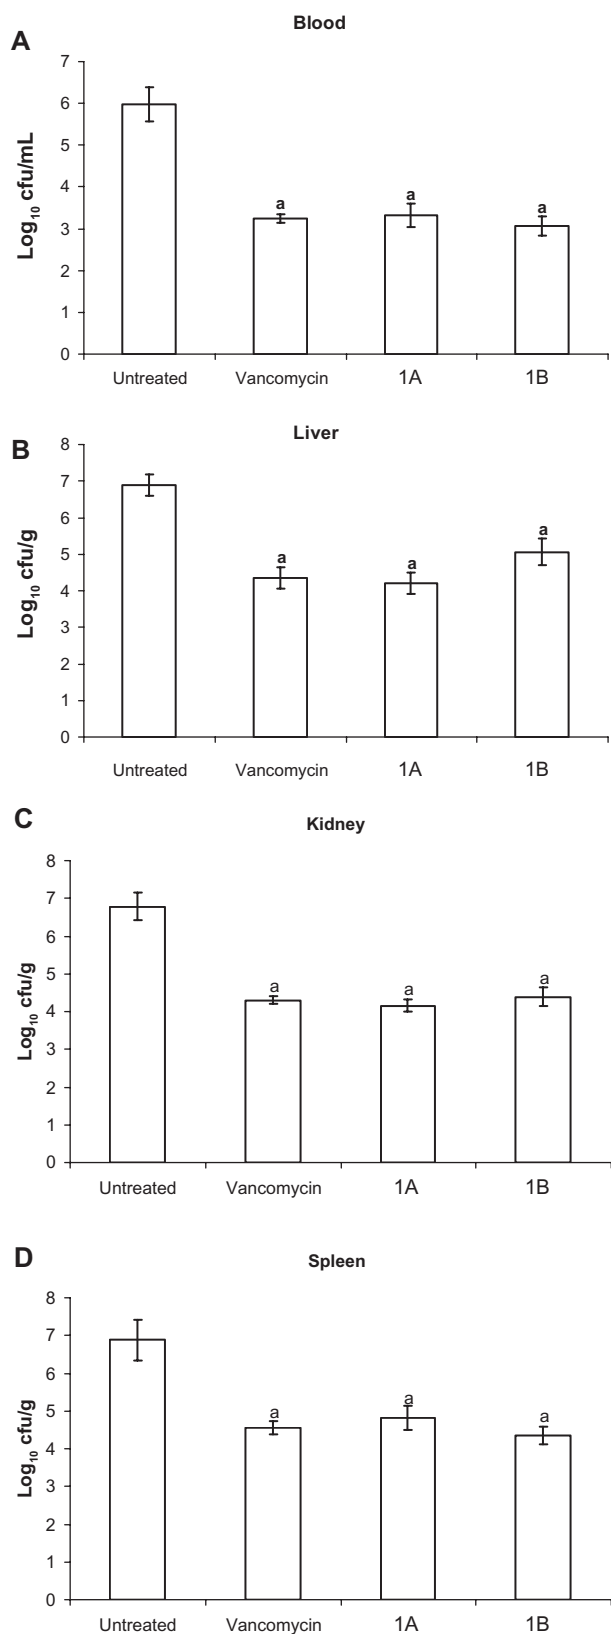 Blood
A
Log10 cfu/mL
7
6
5
4
3
2
1
0
a
a
a
Untreated Vancomycin 1A 1B
Liver
B
Log10 cfu/g
8
7
6
5
4
3
2
1
0
a
a
a
Untreated Vancomycin 1A 1B
C
Kidney
Log10 cfu/g
8
7
6
5
4
3
2
1
0
a
a
a
Untreated Vancomycin 1A 1B
D
Spleen
Log10 cfu/g
8
7
6
5
4
3
2
1
0
a
a
a
Untreated Vancomycin 1A 1B